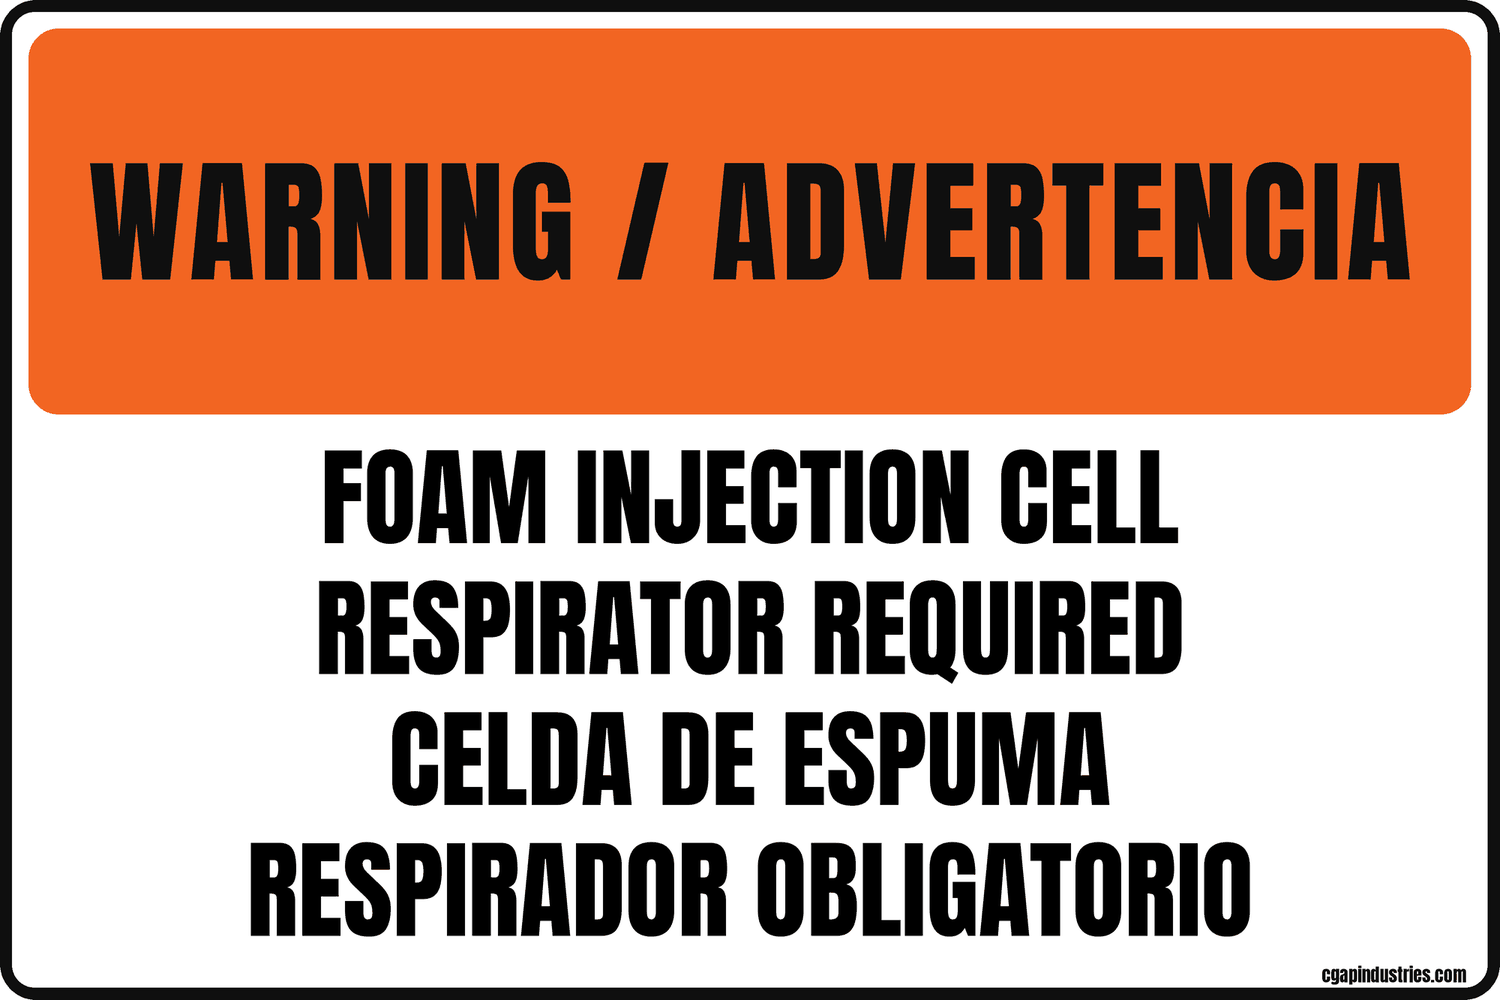 WARNING / ADVERTENCIA
FOAM INJECTION CELL
RESPIRATOR REQUIRED
CELDA DE ESPUMA
RESPIRADOR OBLIGATORIO
cgapindustries.com